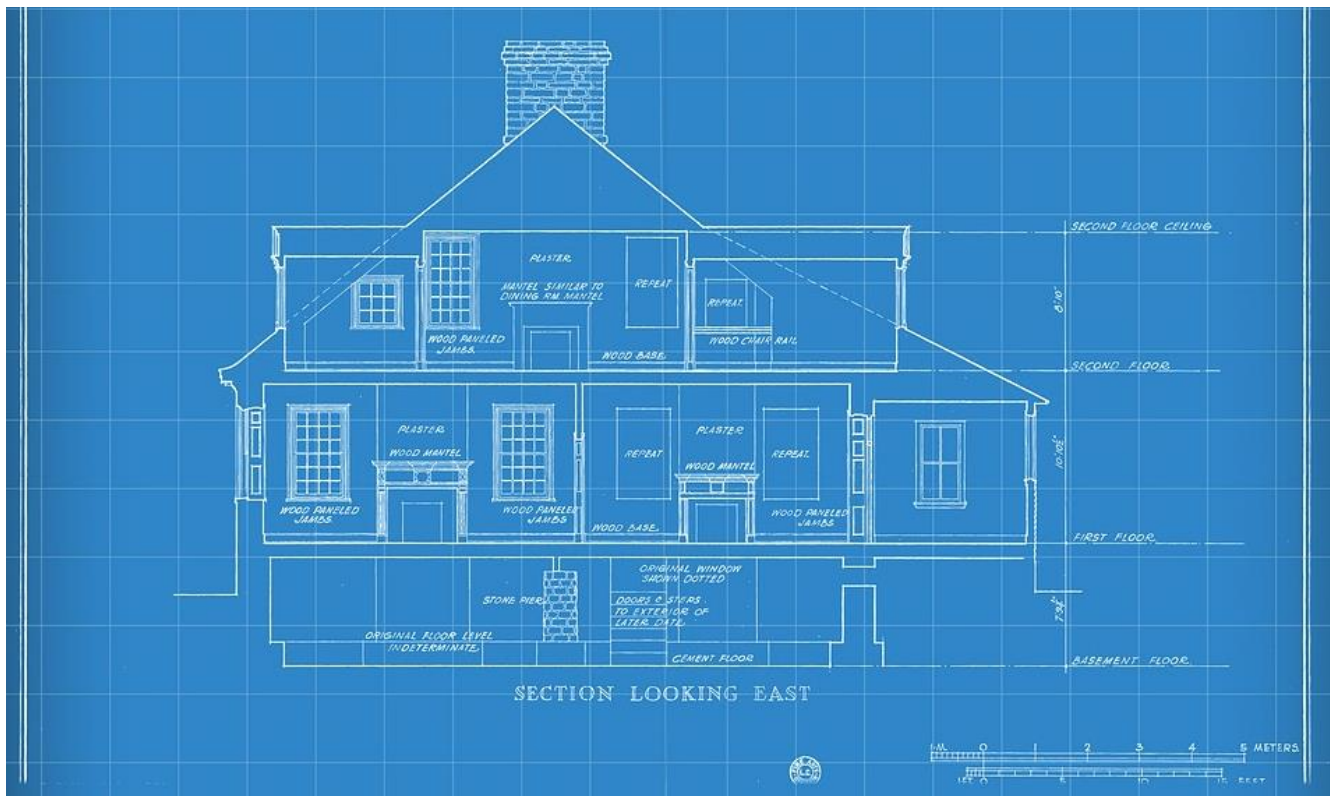 SECOND FLOOR CEILING
PLASTER
MANTEL SIMILAR TO
DINING RM. MANTEL
REPEAT
REPEAT
8'-10"
WOOD PANELED
JAMBS
WOOD BASE
WOOD CHAIR RAIL
SECOND FLOOR
PLASTER
WOOD MANTEL
REPEAT
PLASTER
WOOD MANTEL
REPEAT
10'-10½"
WOOD PANELED
JAMBS
WOOD PANELED
JAMBS
WOOD BASE
WOOD PANELED
JAMBS
FIRST FLOOR
ORIGINAL WINDOW
SHOWN DOTTED
STONE PIER
DOORS & STEPS
TO EXTERIOR OF
LATER DATE
ORIGINAL FLOOR LEVEL
INDETERMINATE
CEMENT FLOOR
BASEMENT FLOOR
SECTION LOOKING EAST
1 M. 0 1 2 3 4 5 METERS
0 5 10 15 FEET